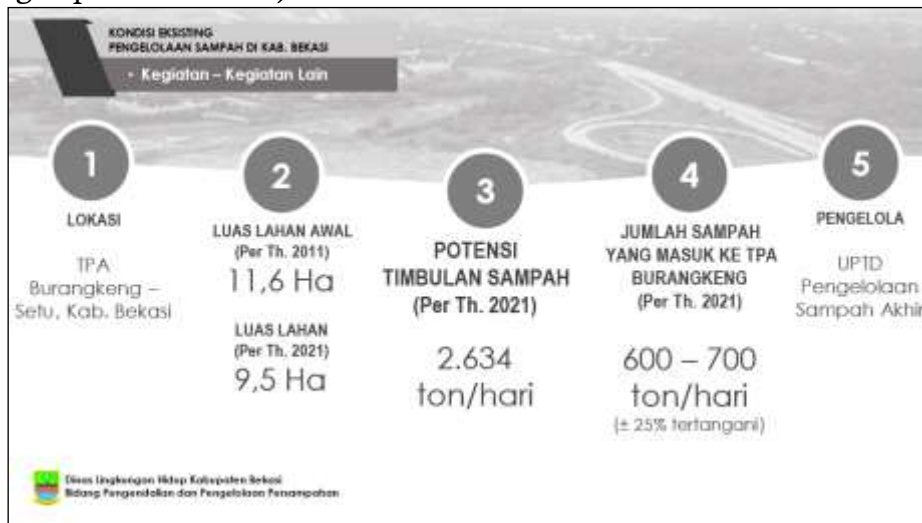 KONDISI EKSISTING
PENGELOLAAN SAMPAH DI KAB. BEKASI
• Kegiatan – Kegiatan Lain
1
LOKASI
TPA
Burangkeng –
Setu, Kab. Bekasi
2
LUAS LAHAN AWAL
(Per Th. 2011)
11,6 Ha
LUAS LAHAN
(Per Th. 2021)
9,5 Ha
3
POTENSI
TIMBULAN SAMPAH
(Per Th. 2021)
2.634
ton/hari
4
JUMLAH SAMPAH
YANG MASUK KE TPA
BURANGKENG
(Per Th. 2021)
600 – 700
ton/hari
(± 25% tertangani)
5
PENGELOLA
UPTD
Pengelolaan
Sampah Akhir
Dinas Lingkungan Hidup Kabupaten Bekasi
Bidang Pengendalian dan Pengelolaan Persampahan